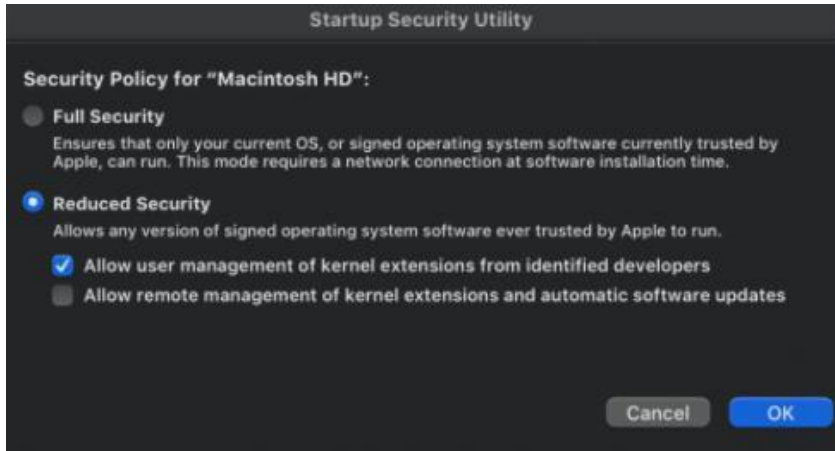 Startup Security Utility
Security Policy for "Macintosh HD":
Full Security
Ensures that only your current OS, or signed operating system software currently trusted by
Apple, can run. This mode requires a network connection at software installation time.
Reduced Security
Allows any version of signed operating system software ever trusted by Apple to run.
Allow user management of kernel extensions from identified developers
Allow remote management of kernel extensions and automatic software updates
Cancel OK